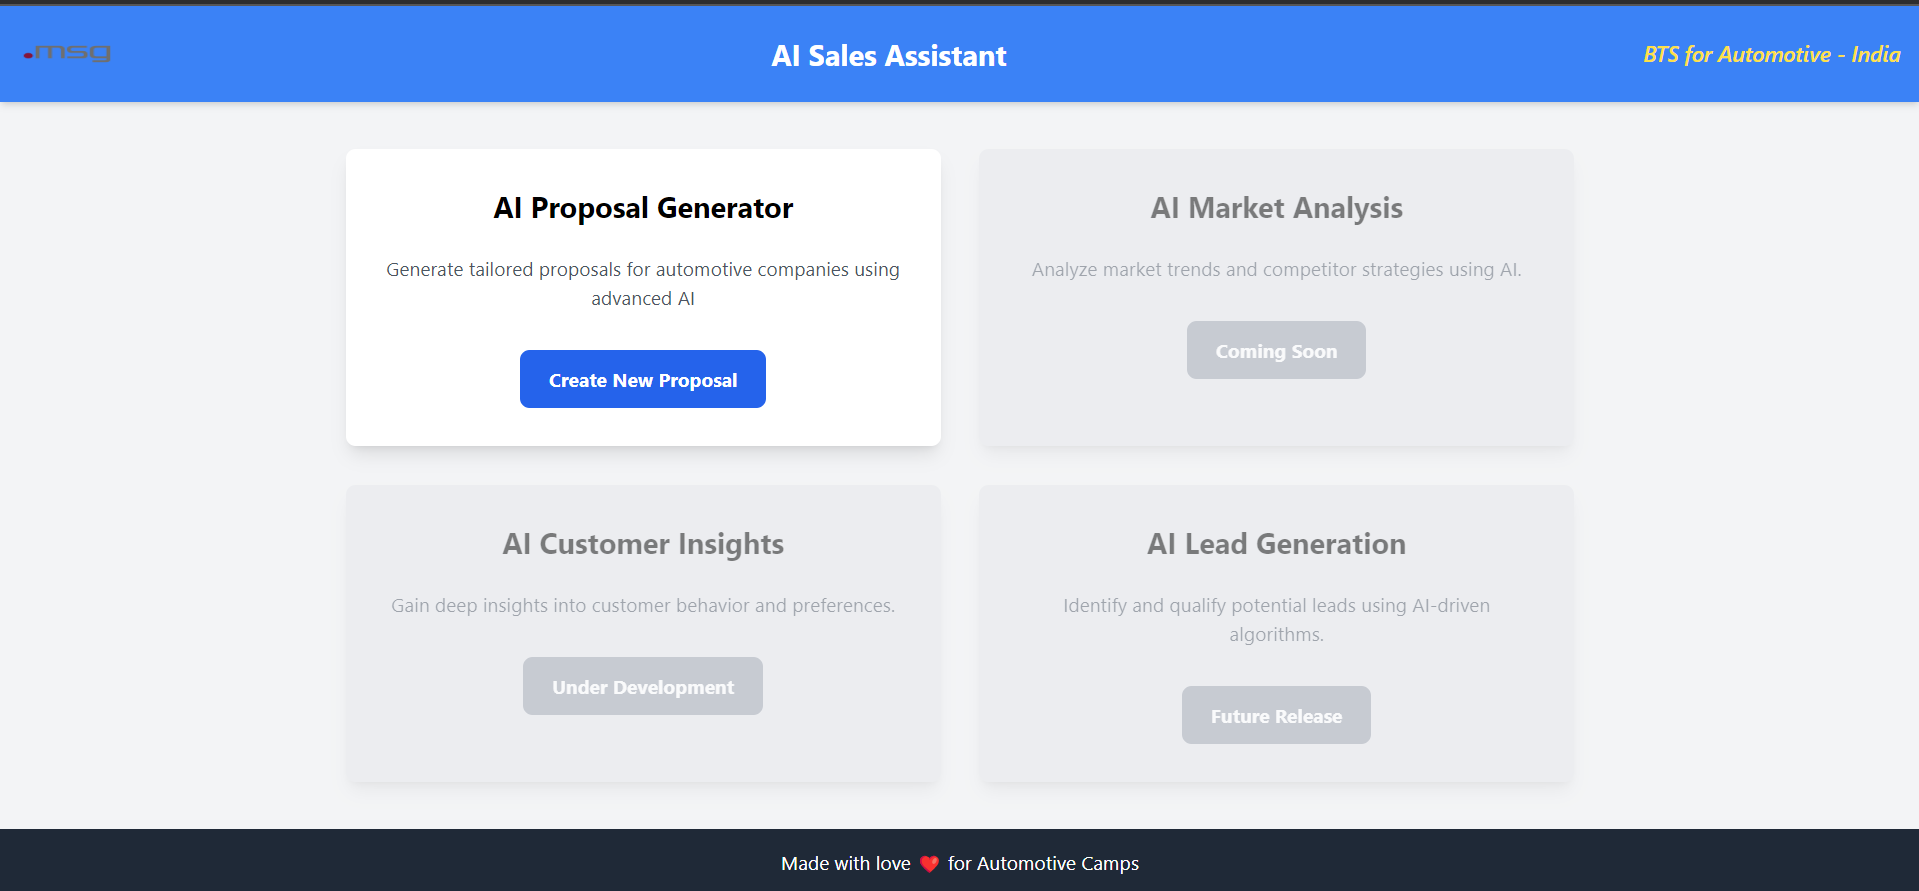 .msg
AI Sales Assistant
BTS for Automotive - India
AI Proposal Generator
Generate tailored proposals for automotive companies using
advanced AI
Create New Proposal
AI Market Analysis
Analyze market trends and competitor strategies using AI.
Coming Soon
AI Customer Insights
Gain deep insights into customer behavior and preferences.
Under Development
AI Lead Generation
Identify and qualify potential leads using AI-driven
algorithms.
Future Release
Made with love ❤️ for Automotive Camps